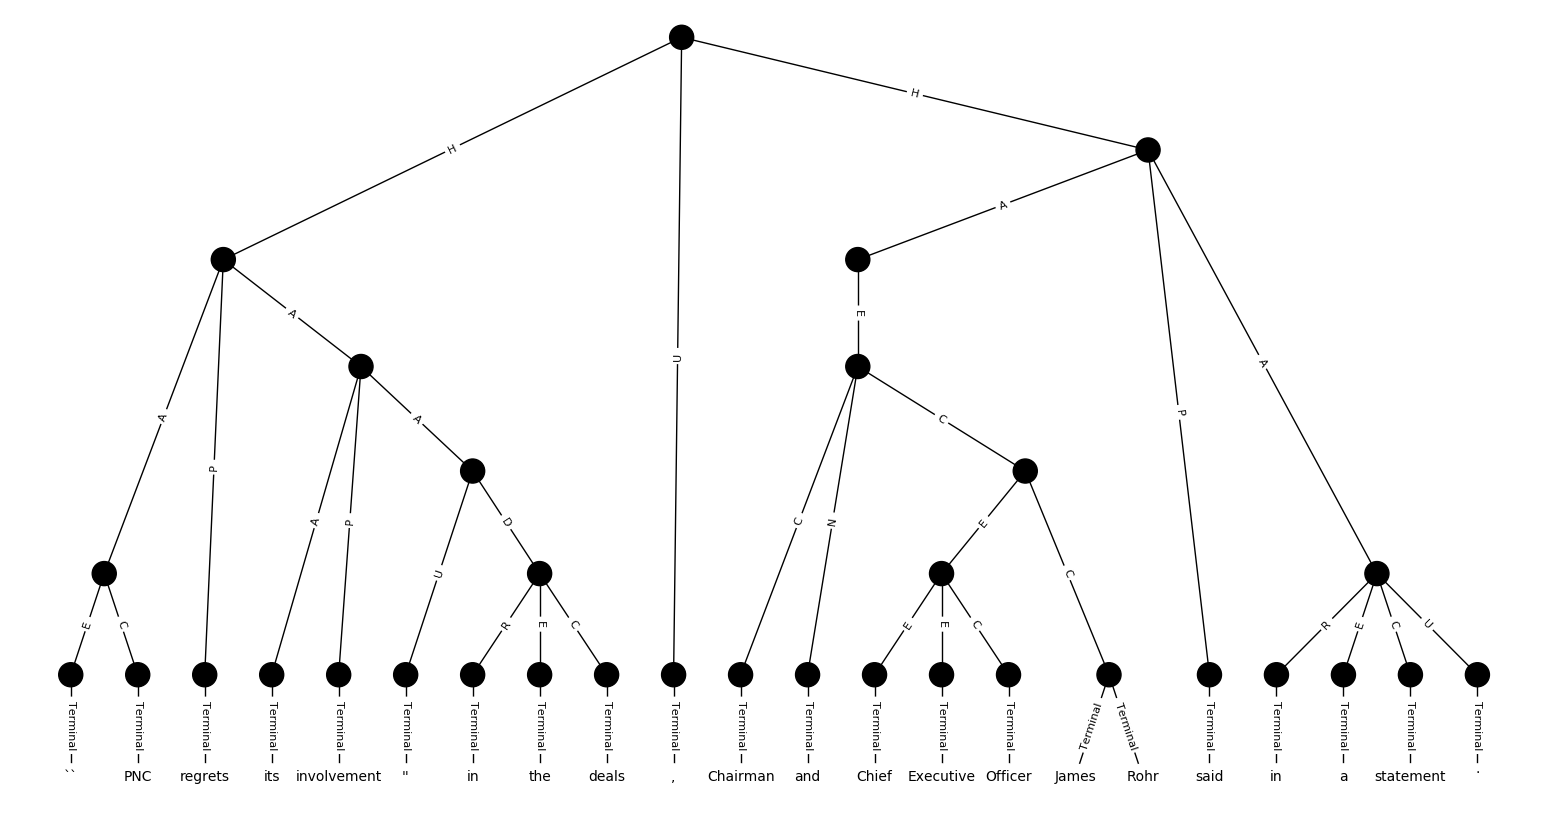 H
H
A
A
E
A
A
U
P
A
C
P
A
A
P
C
N
E
D
U
C
E
C
R
E
C
E
E
C
R
E
C
U
Terminal Terminal Terminal Terminal Terminal Terminal Terminal Terminal Terminal Terminal Terminal Terminal Terminal Terminal Terminal Terminal Terminal Terminal Terminal Terminal Terminal Terminal
`` PNC regrets its involvement " in the deals , Chairman and Chief Executive Officer James Rohr said in a statement .